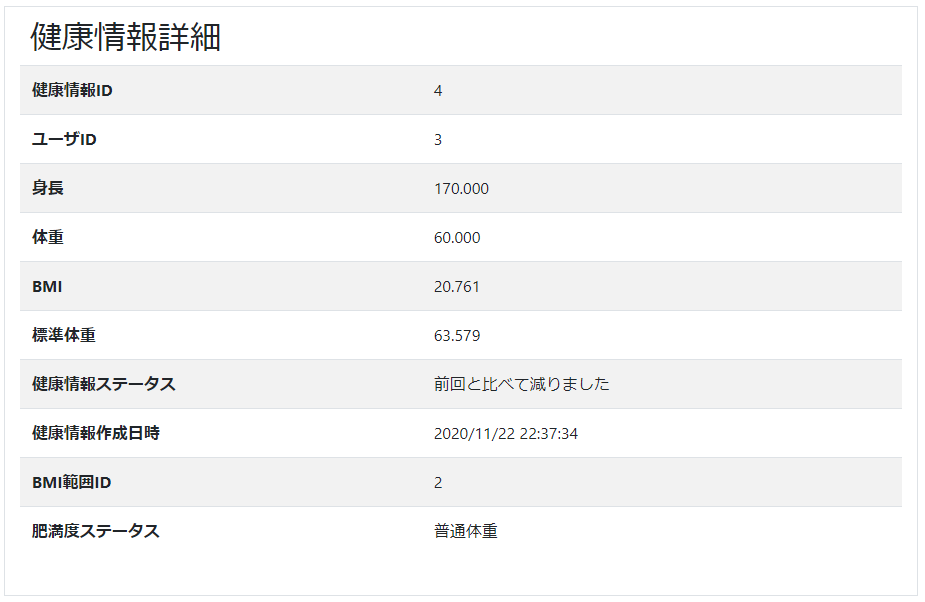 健康情報詳細
健康情報ID 4
ユーザID 3
身長 170.000
体重 60.000
BMI 20.761
標準体重 63.579
健康情報ステータス 前回と比べて減りました
健康情報作成日時 2020/11/22 22:37:34
BMI範囲ID 2
肥満度ステータス 普通体重